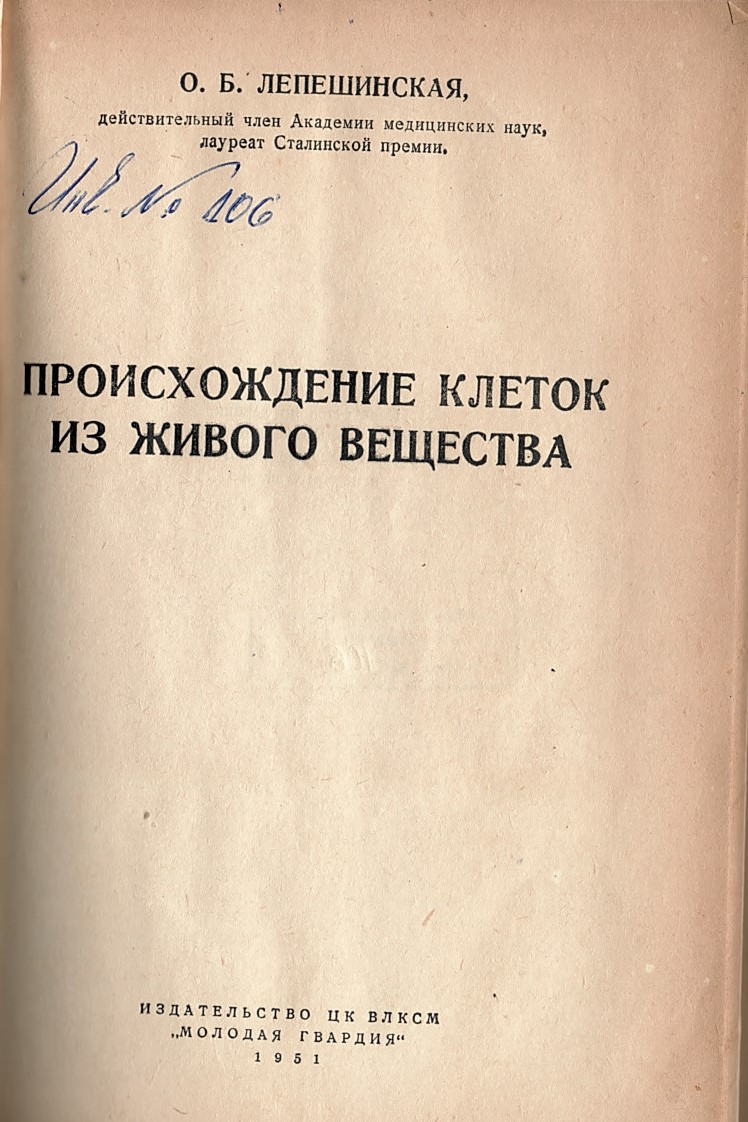 О. Б. ЛЕПЕШИНСКАЯ,
действительный член Академии медицинских наук,
лауреат Сталинской премии.
Инв. № 106
ПРОИСХОЖДЕНИЕ КЛЕТОК
ИЗ ЖИВОГО ВЕЩЕСТВА
ИЗДАТЕЛЬСТВО ЦК ВЛКСМ
„МОЛОДАЯ ГВАРДИЯ“
1951